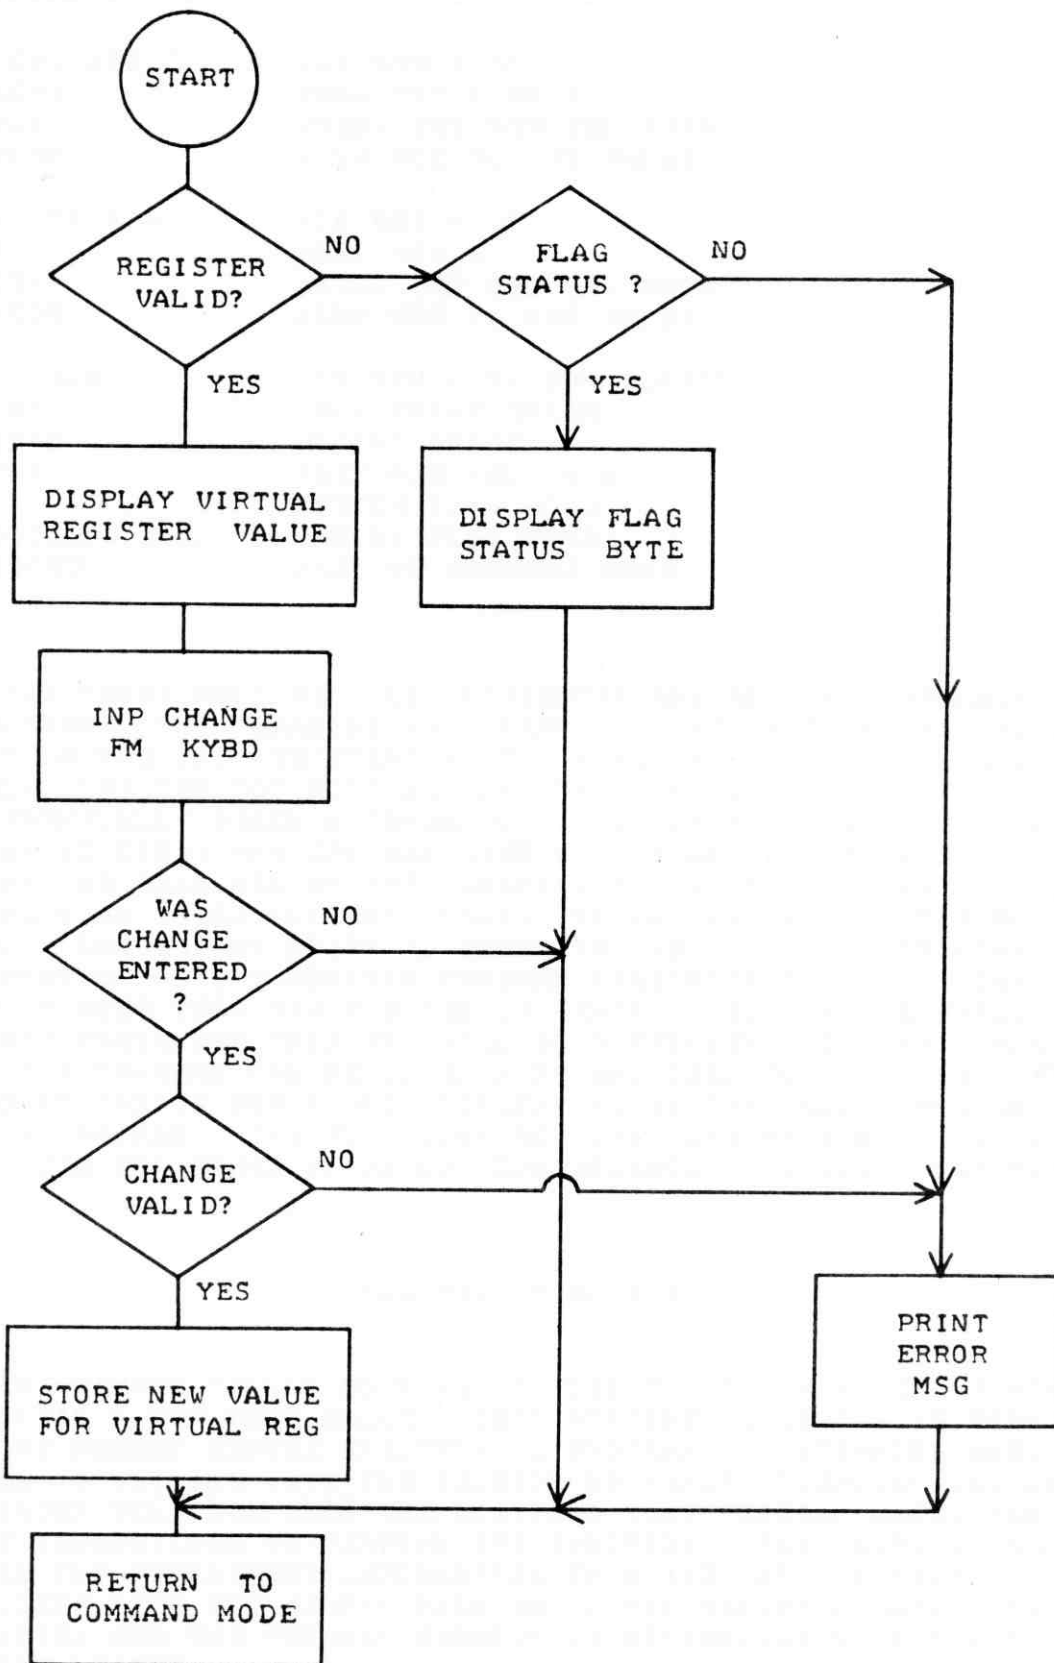 START
REGISTER
VALID?
NO
FLAG
STATUS ?
NO
YES
YES
DISPLAY VIRTUAL
REGISTER VALUE
DISPLAY FLAG
STATUS BYTE
INP CHANGE
FM KYBD
WAS
CHANGE
ENTERED
?
NO
YES
CHANGE
VALID?
NO
YES
STORE NEW VALUE
FOR VIRTUAL REG
PRINT
ERROR
MSG
RETURN TO
COMMAND MODE